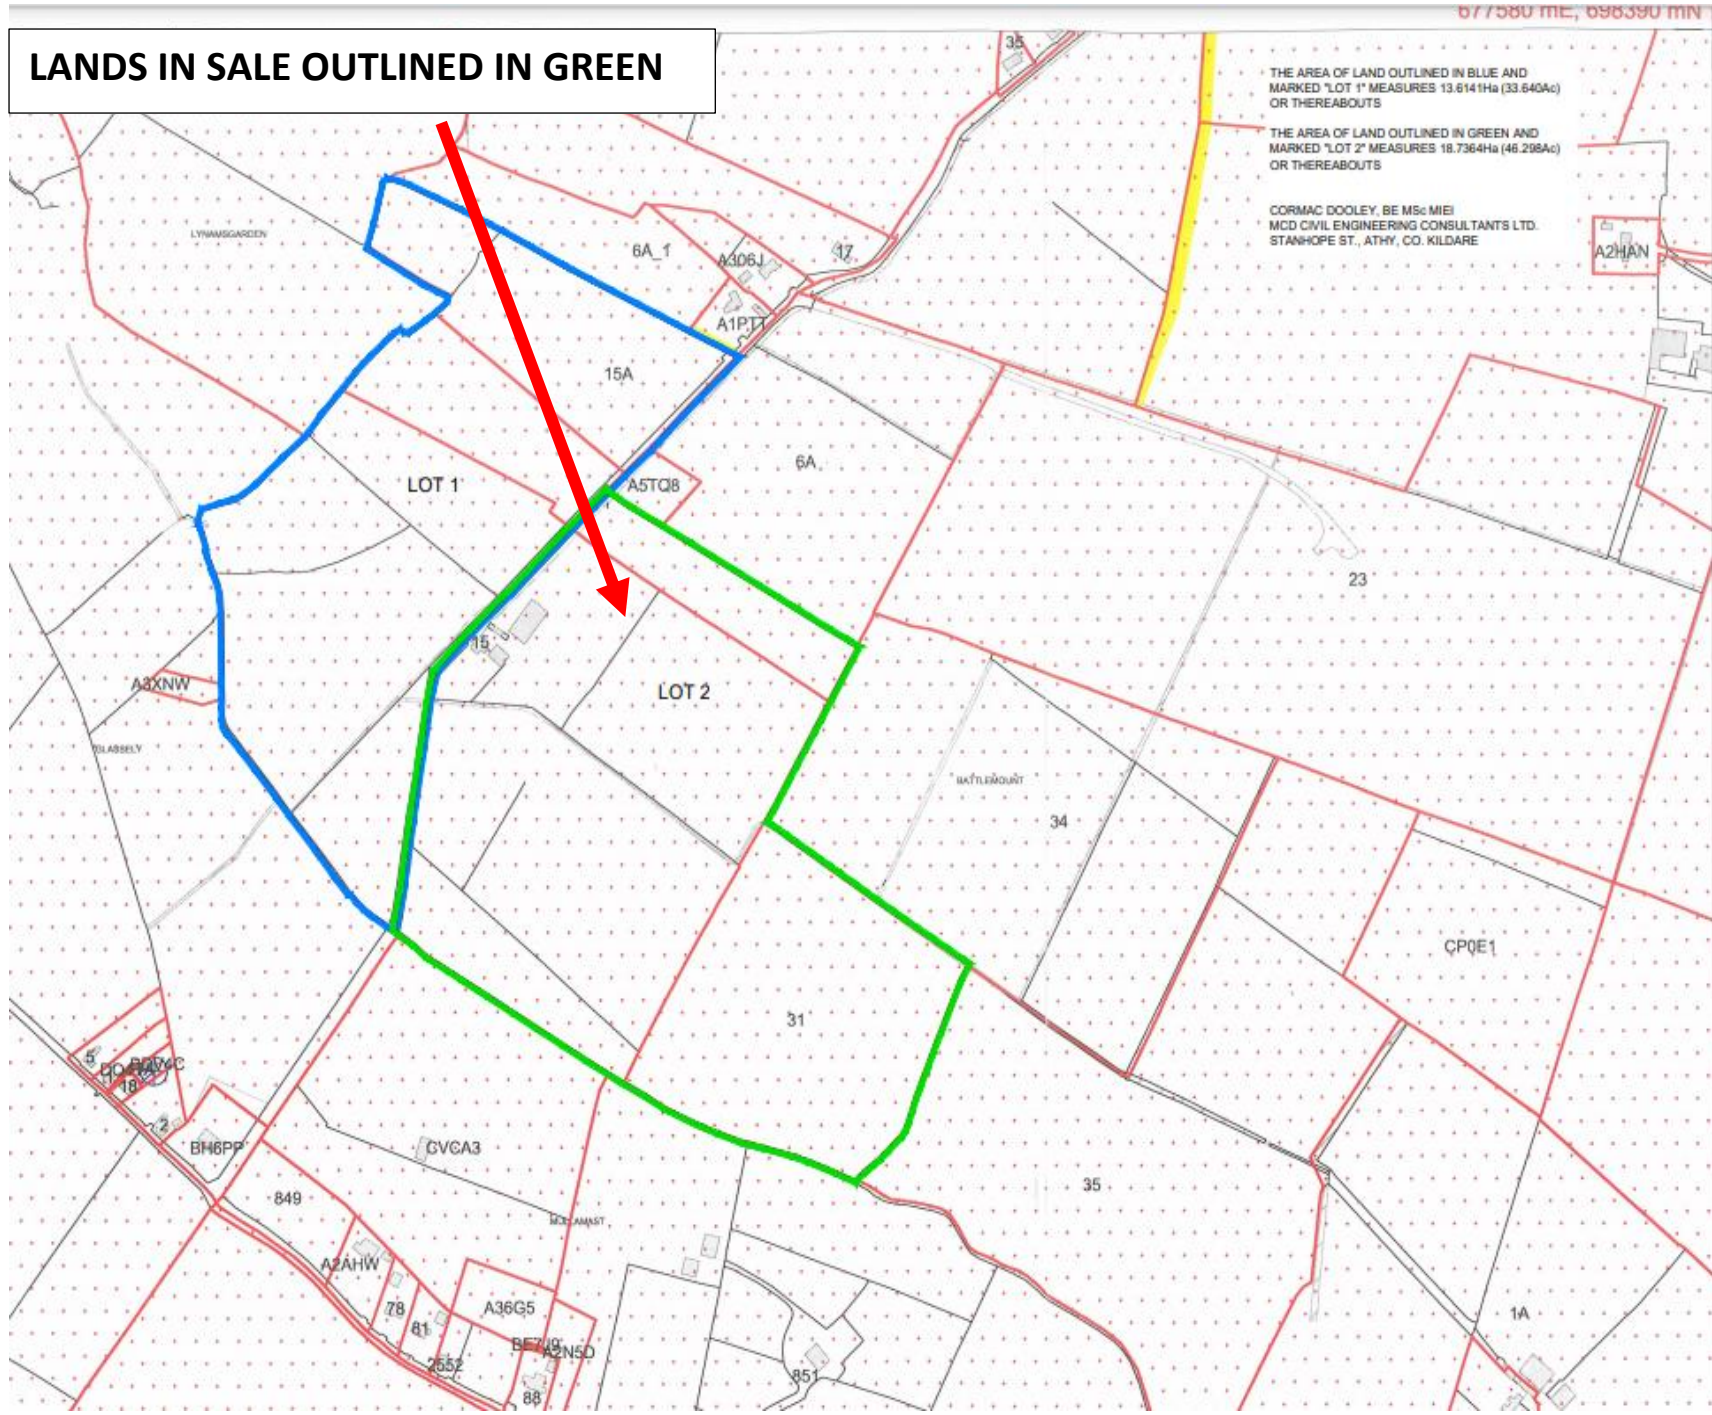 677580 mE, 698390 mN
LANDS IN SALE OUTLINED IN GREEN
35
THE AREA OF LAND OUTLINED IN BLUE AND
MARKED "LOT 1" MEASURES 13.6141Ha (33.640Ac)
OR THEREABOUTS
THE AREA OF LAND OUTLINED IN GREEN AND
MARKED "LOT 2" MEASURES 18.7364Ha (46.298Ac)
OR THEREABOUTS
CORMAC DOOLEY, BE MSc MIEI
MCD CIVIL ENGINEERING CONSULTANTS LTD.
STANHOPE ST., ATHY, CO. KILDARE
LYNAMSGARDEN
6A_1
A306J
17
A2HAN
A1PTT
15A
6A
LOT 1
A5TQ8
23
15
LOT 2
A3XNW
GLASSELY
BATTLEMOUNT
34
CP0E1
31
5
18
2
BH6PP
CVCA3
849
35
MULLAMAST
A2AHW
78
81
A36G5
1A
A2N5D
2552
851
88